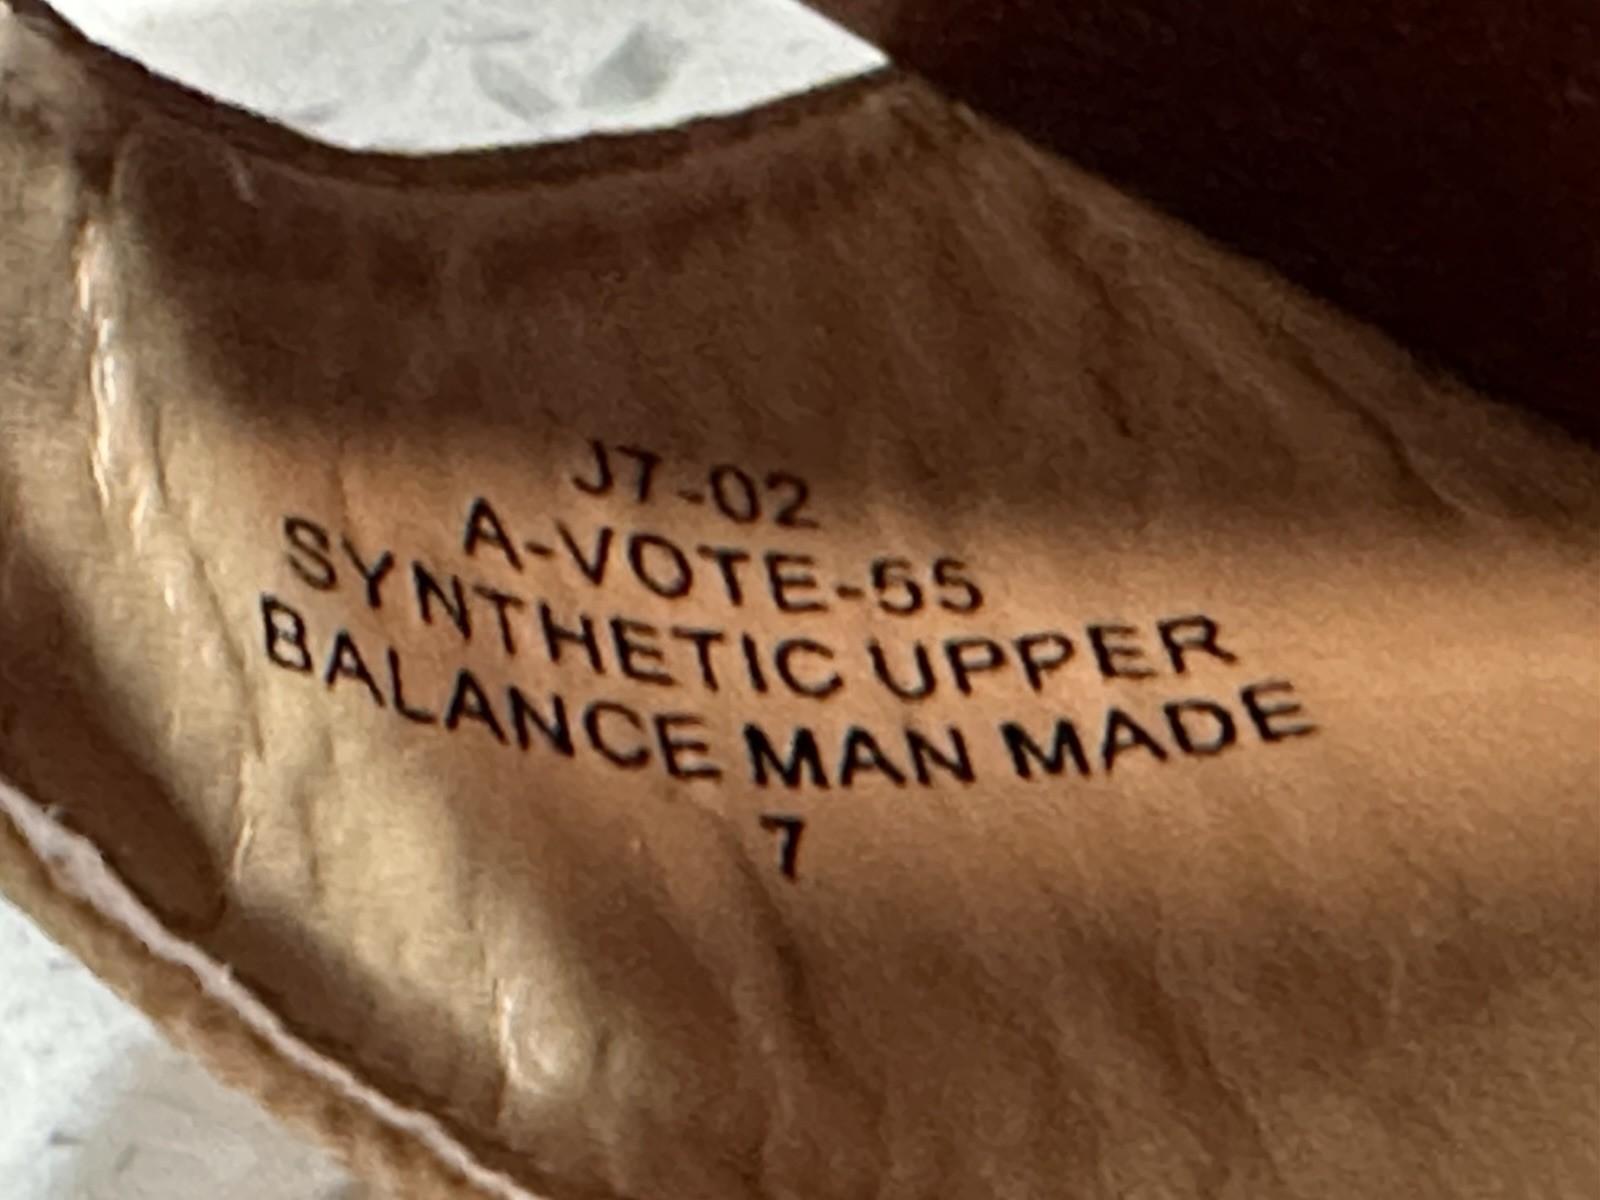 J7-02
A-VOTE-55
SYNTHETIC UPPER
BALANCE MAN MADE
7